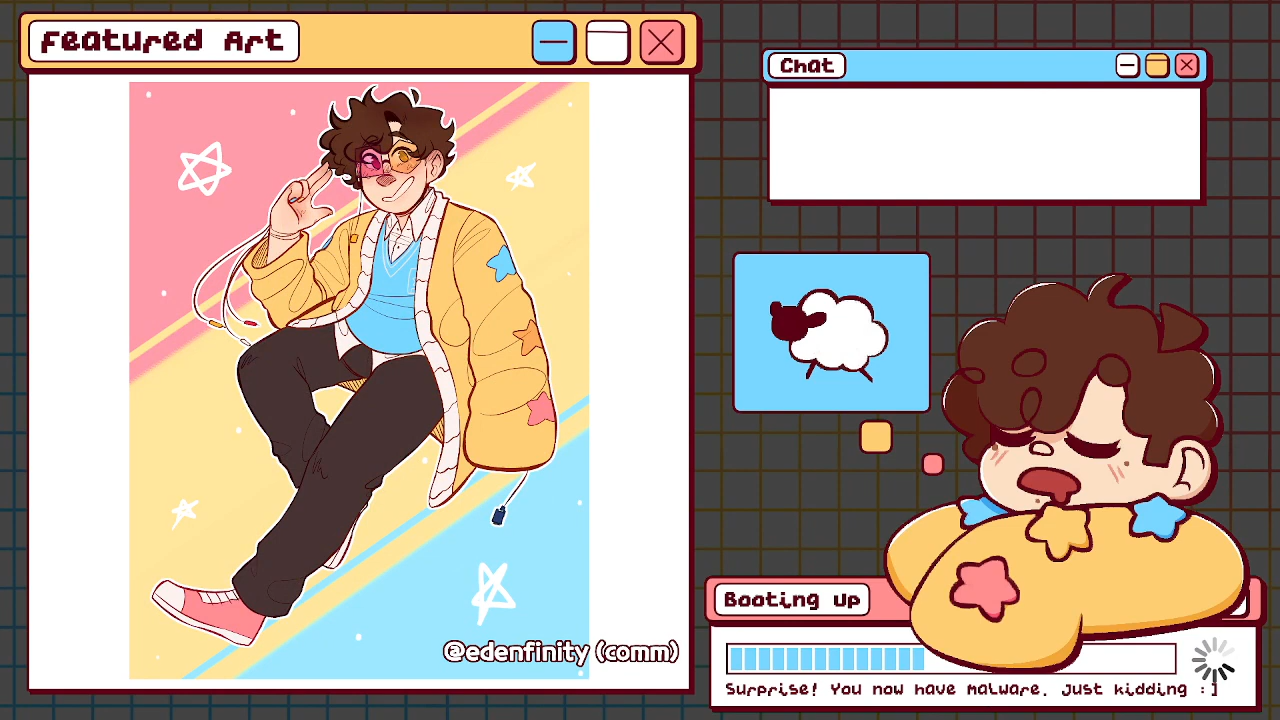 Featured Art
Chat
@edenfinity (comm)
Booting Up
Surprise! You now have malware. Just kidding :]